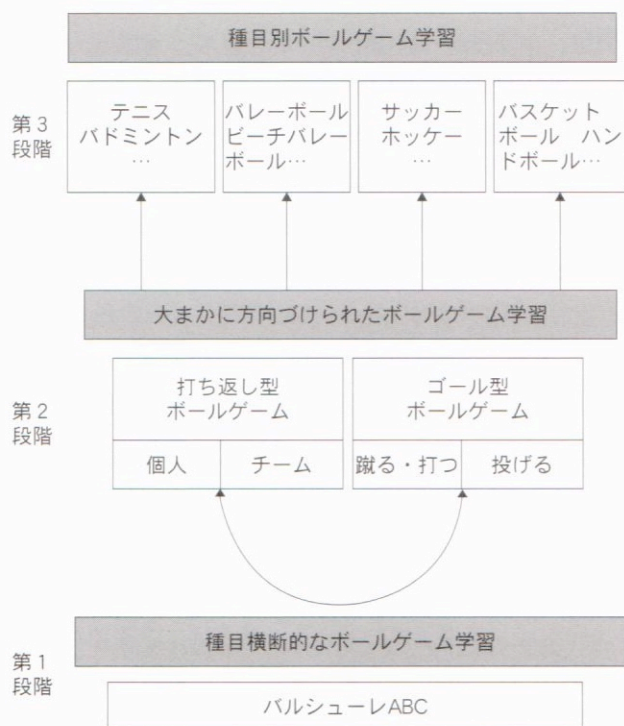 種目別ボールゲーム学習
第3
段階
テニス
バドミントン
…
バレーボール
ビーチバレー
ボール…
サッカー
ホッケー
…
バスケット
ボール　ハン
ドボール…
大まかに方向づけられたボールゲーム学習
第2
段階
打ち返し型
ボールゲーム
個人
チーム
ゴール型
ボールゲーム
蹴る・打つ
投げる
種目横断的なボールゲーム学習
第1
段階
バルシューレABC